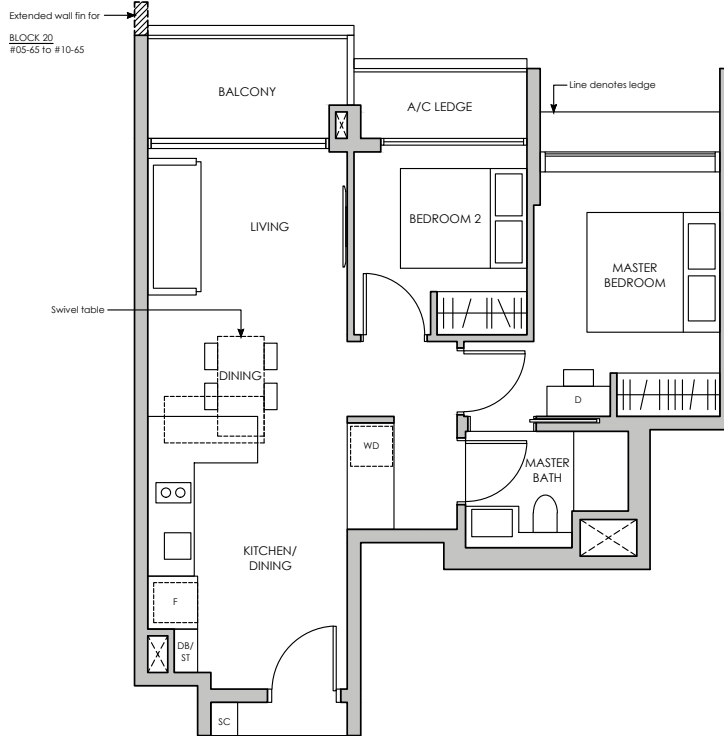 Extended wall fin for
BLOCK 20
#05-65 to #10-65
BALCONY
A/C LEDGE
Line denotes ledge
LIVING
BEDROOM 2
MASTER
BEDROOM
Swivel table
DINING
D
WD
MASTER
BATH
KITCHEN/
DINING
F
DB/
ST
SC